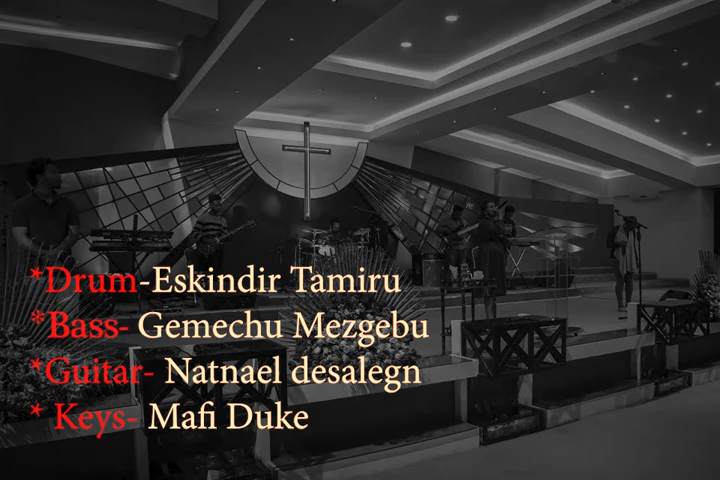 *Drum-Eskindir Tamiru
*Bass- Gemechu Mezgebu
*Guitar- Natnael desalegn
* Keys- Mafi Duke